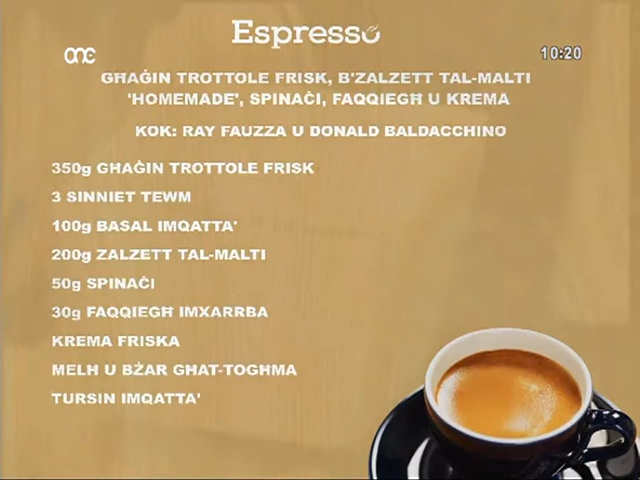 Espresso
one
10:20
GĦAĠIN TROTTOLE FRISK, B'ZALZETT TAL-MALTI
'HOMEMADE', SPINAĊI, FAQQIEGĦ U KREMA
KOK: RAY FAUZZA U DONALD BALDACCHINO
350g GĦAĠIN TROTTOLE FRISK
3 SINNIET TEWM
100g BASAL IMQATTA'
200g ZALZETT TAL-MALTI
50g SPINAĊI
30g FAQQIEGĦ IMXARRBA
KREMA FRISKA
MELĦ U BŻAR GĦAT-TOGĦMA
TURSIN IMQATTA'